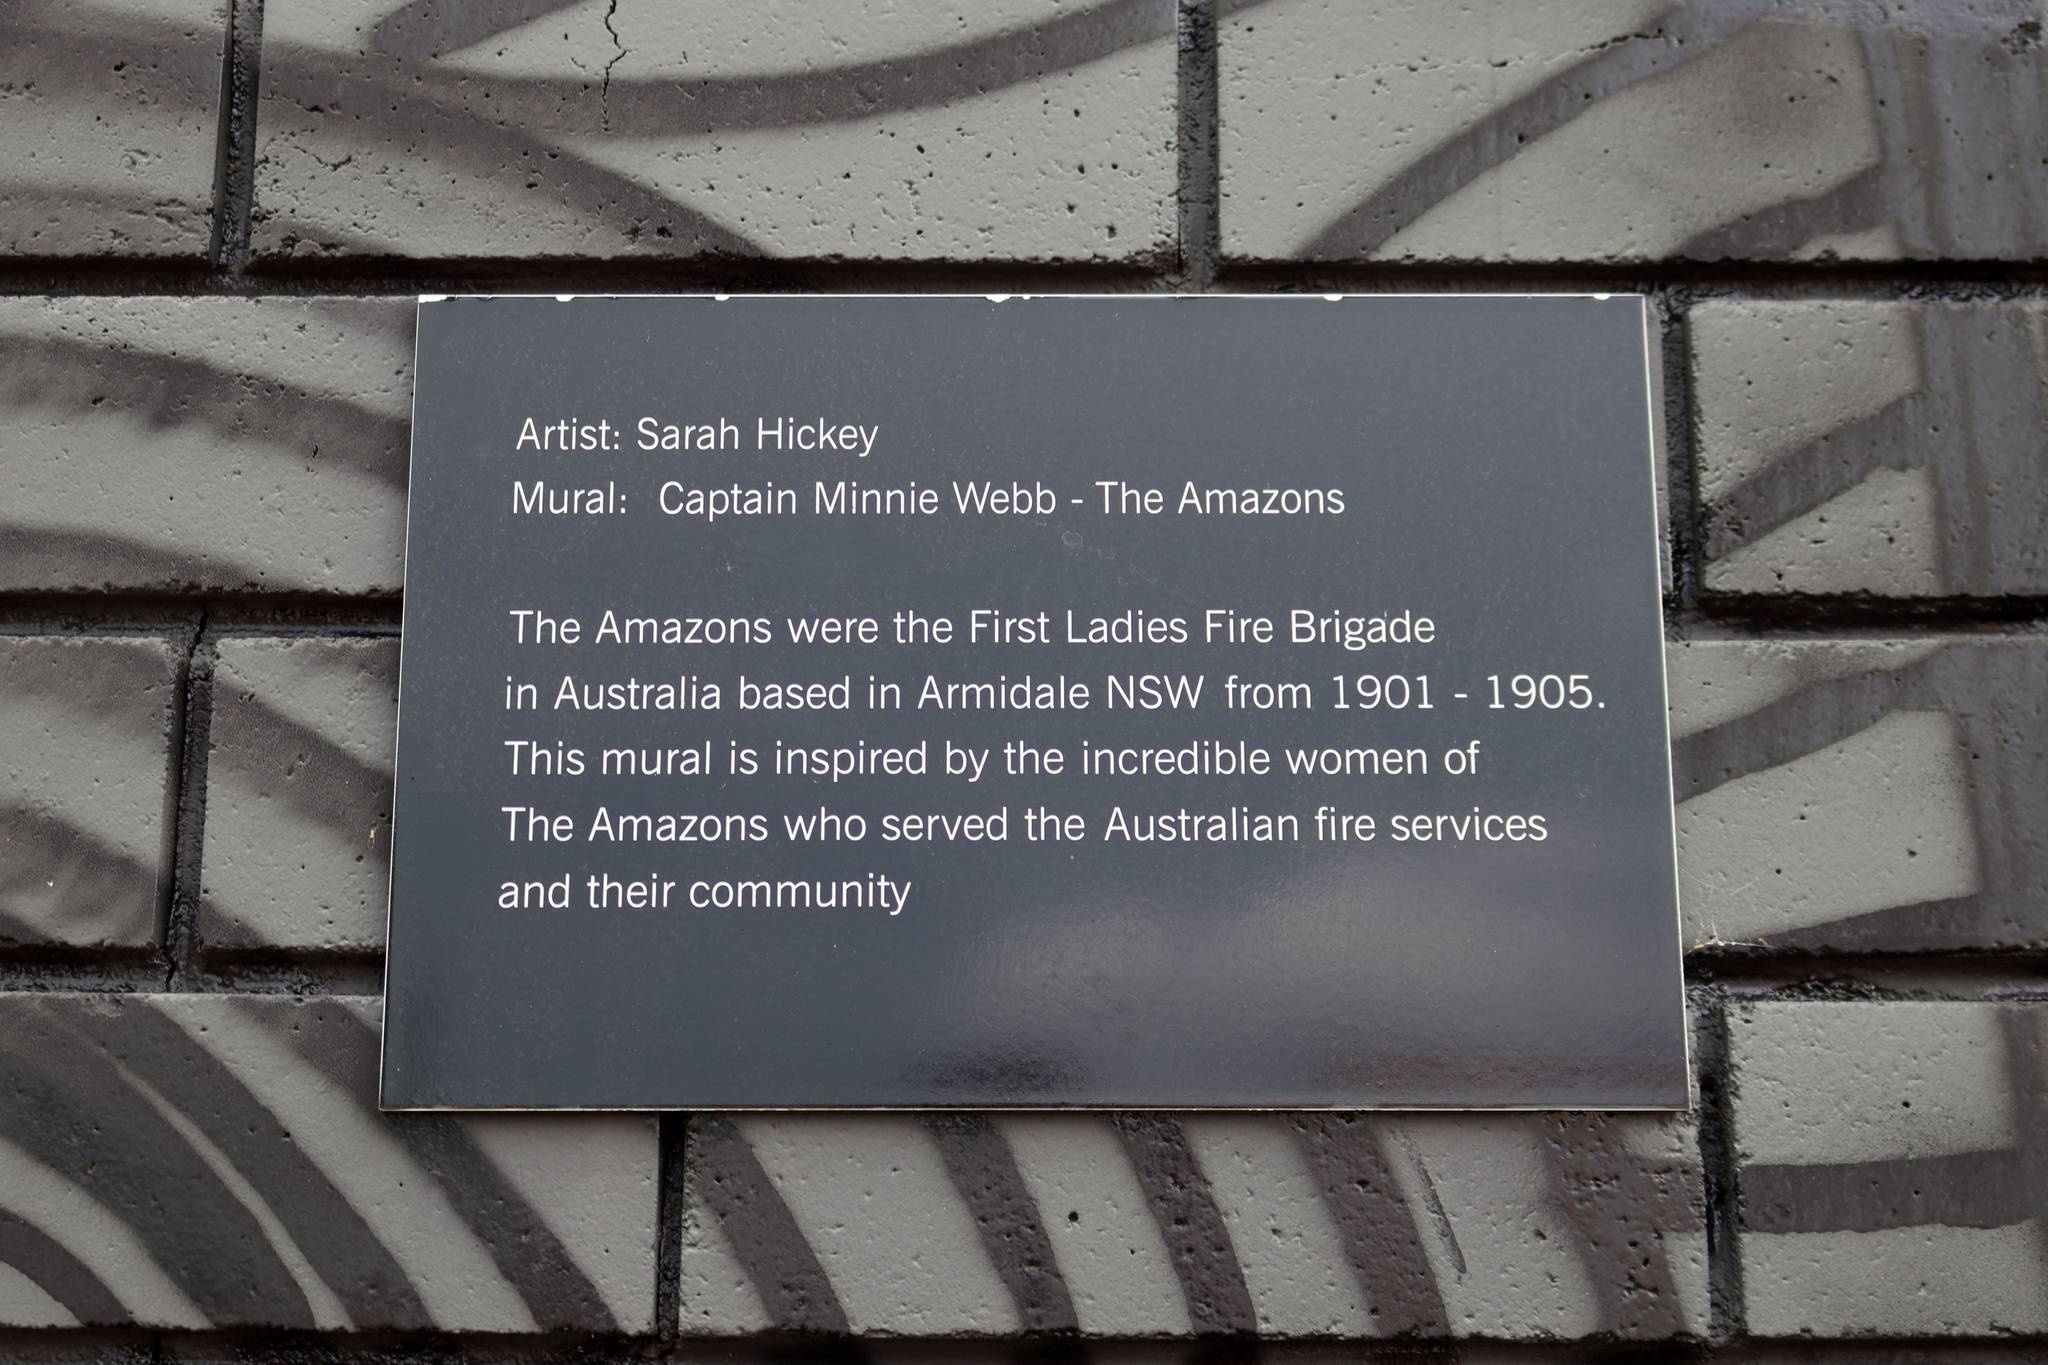 Artist: Sarah Hickey
Mural: Captain Minnie Webb - The Amazons
The Amazons were the First Ladies Fire Brigade
in Australia based in Armidale NSW from 1901 - 1905.
This mural is inspired by the incredible women of
The Amazons who served the Australian fire services
and their community